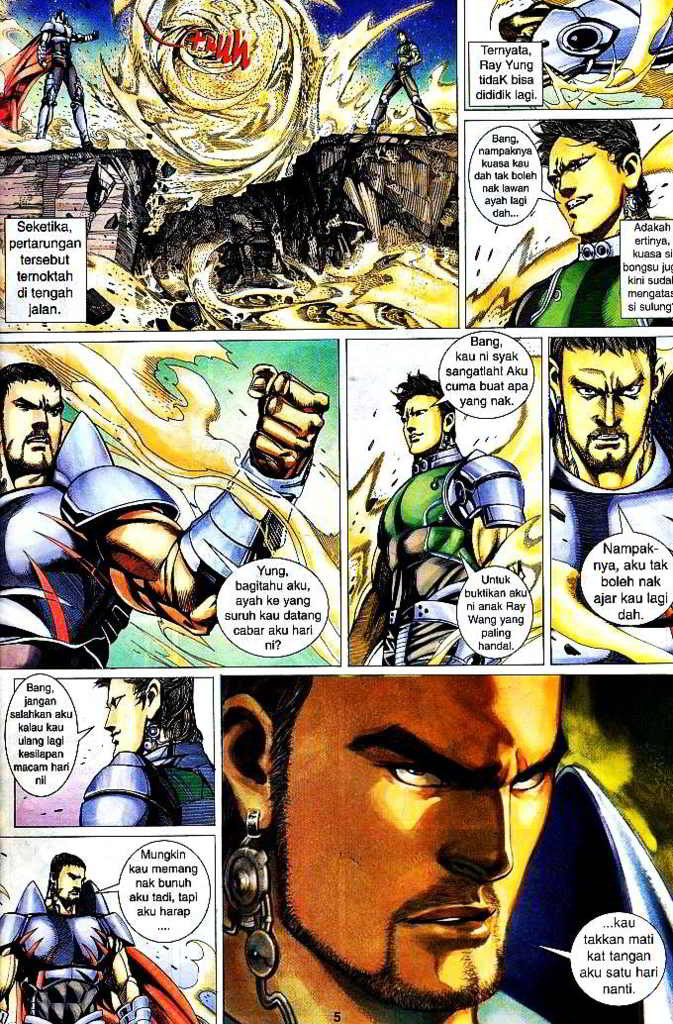 truh
Seketika,
pertarungan
tersebut
ternoktah
di tengah
jalan.
Ternyata,
Ray Yung
tidaK bisa
dididik lagi.
Bang,
nampaknya
kuasa kau
dah tak boleh
nak lawan
ayah lagi
dah...
Adakah
ertinya,
kuasa si
bongsu jug
kini sudah
mengatas
si sulung?
Yung,
bagitahu aku,
ayah ke yang
suruh kau datang
cabar aku hari
ni?
Bang,
kau ni syak
sangatlah! Aku
cuma buat apa
yang nak.
Untuk
buktikan aku
ni anak Ray
Wang yang
paling
handal.
Nampak-
nya, aku tak
boleh nak
ajar kau lagi
dah.
Bang,
jangan
salahkan aku
kalau kau
ulang lagi
kesilapan
macam hari
ni!
Mungkin
kau memang
nak bunuh
aku tadi, tapi
aku harap
....
...kau
takkan mati
kat tangan
aku satu hari
nanti.
5